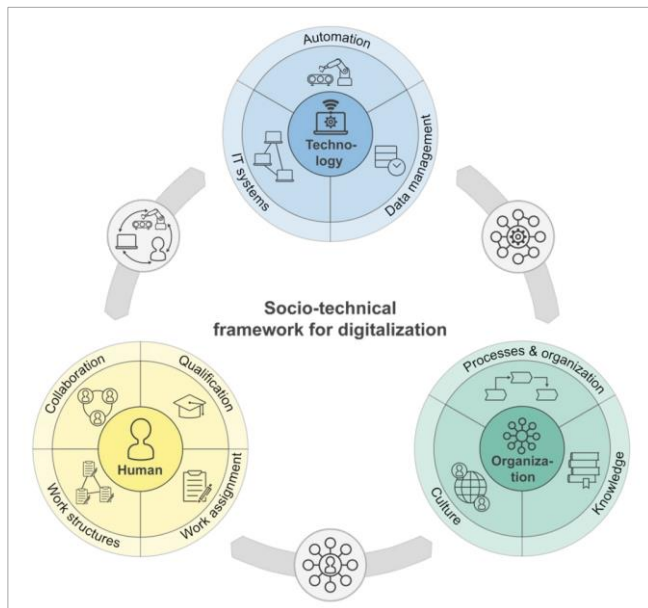 Automation
Techno-
logy
IT systems
Data management
Socio-technical
framework for digitalization
Collaboration
Qualification
Human
Work structures
Work assignment
Processes & organization
Organiza-
tion
Culture
Knowledge